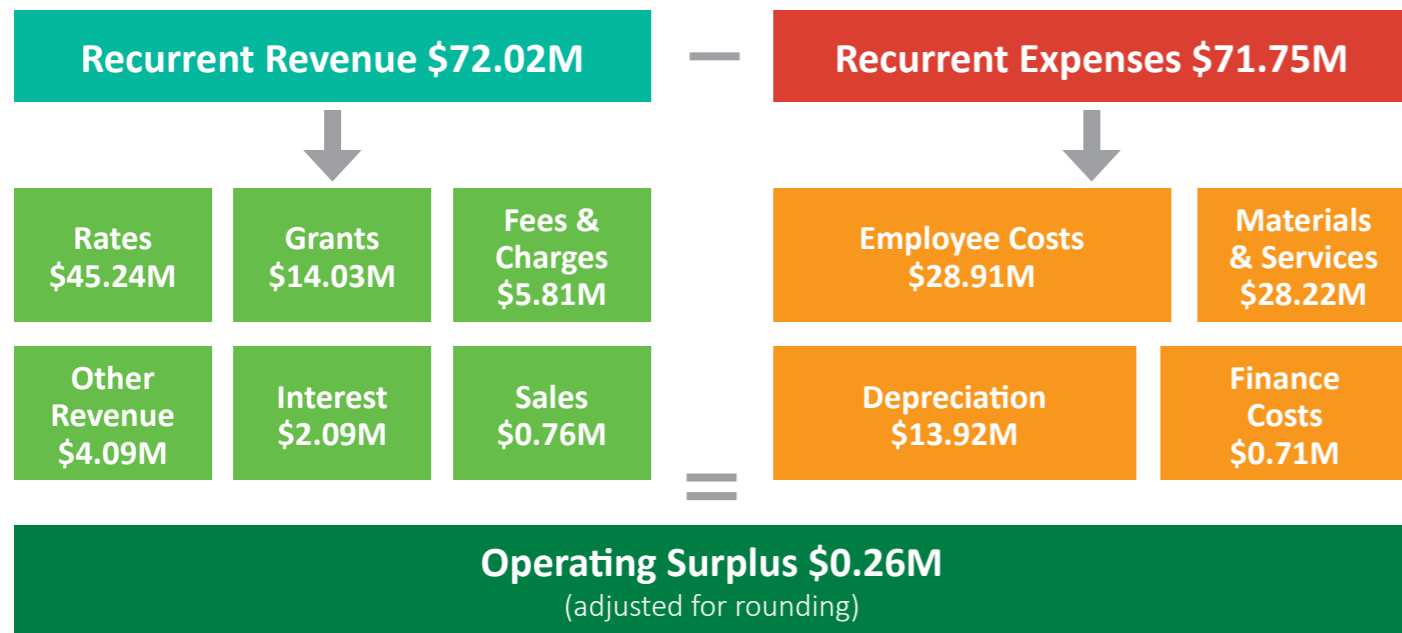 Recurrent Revenue $72.02M
Recurrent Expenses $71.75M
Rates
$45.24M
Grants
$14.03M
Fees &
Charges
$5.81M
Employee Costs
$28.91M
Materials
& Services
$28.22M
Other
Revenue
$4.09M
Interest
$2.09M
Sales
$0.76M
Depreciation
$13.92M
Finance
Costs
$0.71M
Operating Surplus $0.26M
(adjusted for rounding)